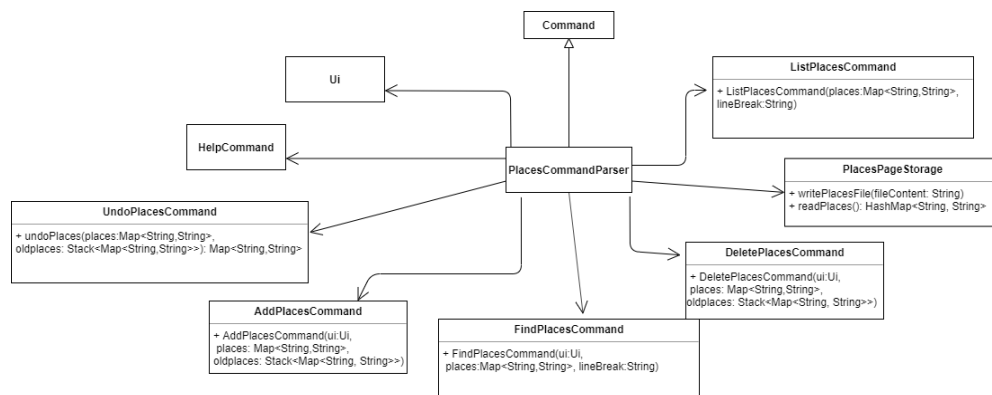 Command
Ui
ListPlacesCommand
+ ListPlacesCommand(places:Map<String,String>,
lineBreak:String)
HelpCommand
PlacesCommandParser
PlacesPageStorage
+ writePlacesFile(fileContent: String)
+ readPlaces(): HashMap<String, String>
UndoPlacesCommand
+ undoPlaces(places:Map<String,String>,
oldplaces: Stack<Map<String,String>>): Map<String,String>
DeletePlacesCommand
+ DeletePlacesCommand(ui:Ui,
places: Map<String,String>,
oldplaces: Stack<Map<String, String>>)
AddPlacesCommand
+ AddPlacesCommand(ui:Ui,
places: Map<String,String>,
oldplaces: Stack<Map<String, String>>)
FindPlacesCommand
+ FindPlacesCommand(ui:Ui,
places:Map<String,String>, lineBreak:String)